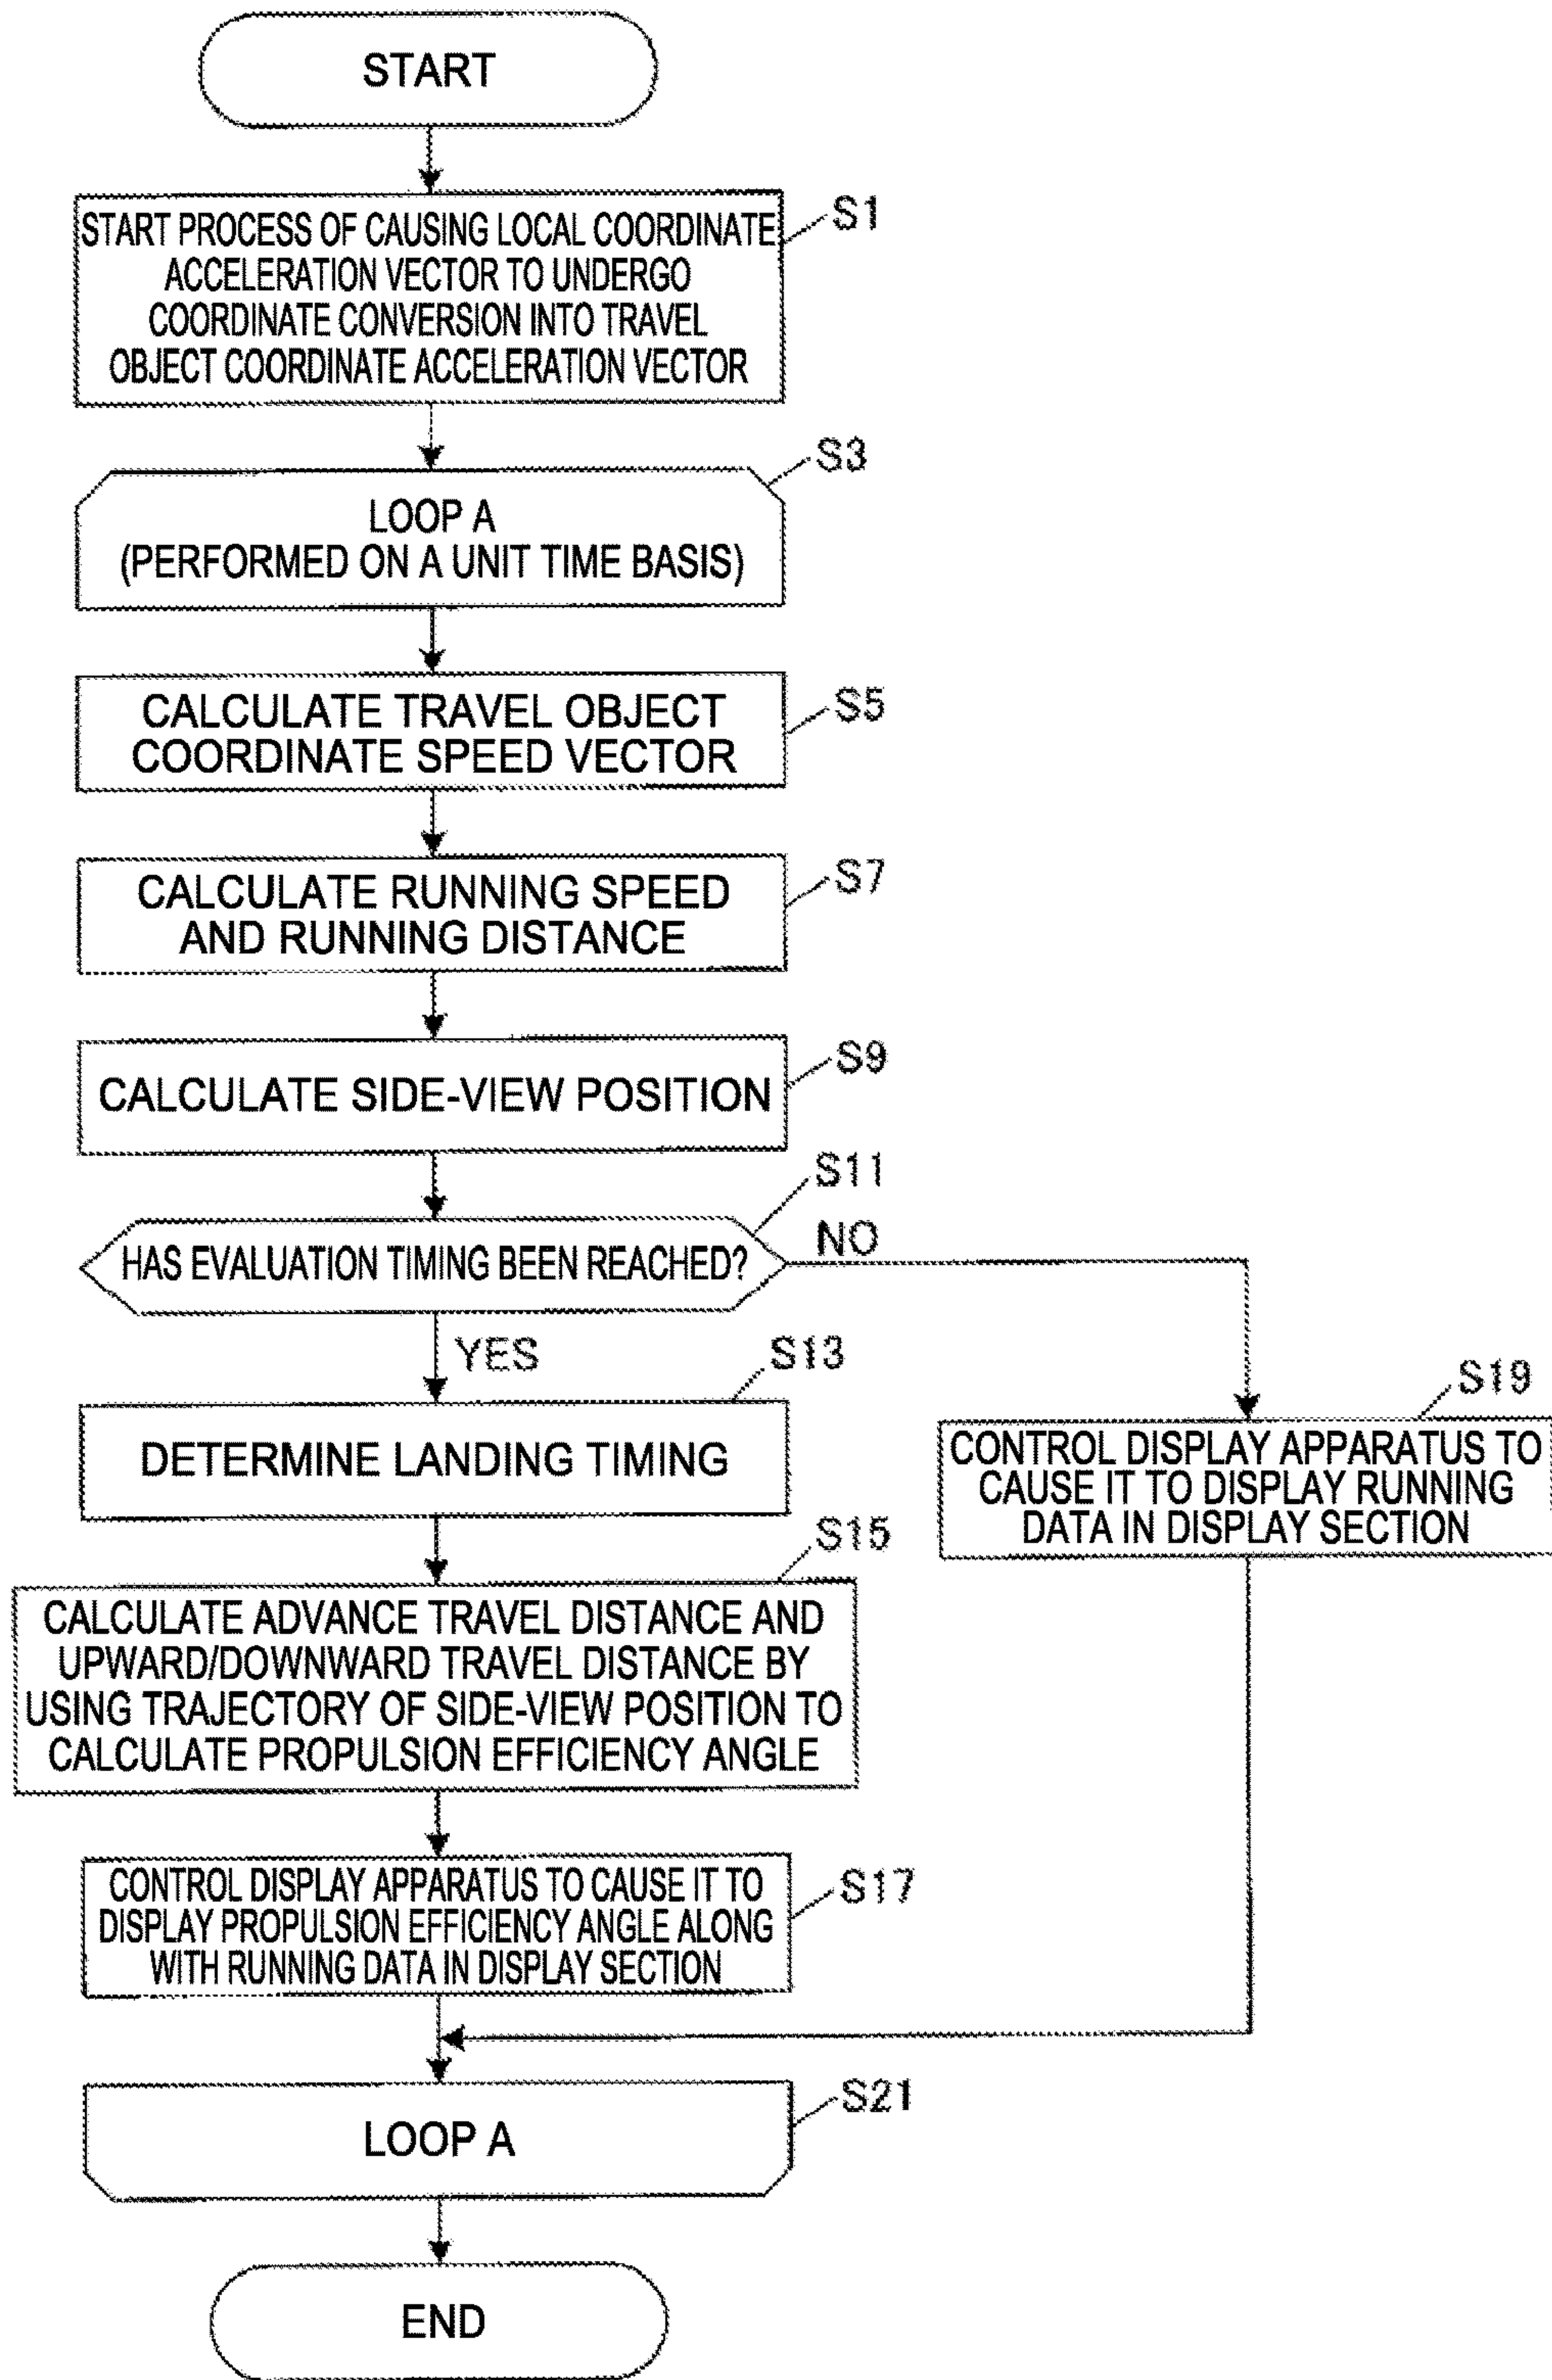 START
S1
START PROCESS OF CAUSING LOCAL COORDINATE
ACCELERATION VECTOR TO UNDERGO
COORDINATE CONVERSION INTO TRAVEL
OBJECT COORDINATE ACCELERATION VECTOR
S3
LOOP A
(PERFORMED ON A UNIT TIME BASIS)
S5
CALCULATE TRAVEL OBJECT
COORDINATE SPEED VECTOR
S7
CALCULATE RUNNING SPEED
AND RUNNING DISTANCE
S9
CALCULATE SIDE-VIEW POSITION
S11
HAS EVALUATION TIMING BEEN REACHED?
NO
YES
S13
DETERMINE LANDING TIMING
S19
CONTROL DISPLAY APPARATUS TO
CAUSE IT TO DISPLAY RUNNING
DATA IN DISPLAY SECTION
S15
CALCULATE ADVANCE TRAVEL DISTANCE AND
UPWARD/DOWNWARD TRAVEL DISTANCE BY
USING TRAJECTORY OF SIDE-VIEW POSITION TO
CALCULATE PROPULSION EFFICIENCY ANGLE
S17
CONTROL DISPLAY APPARATUS TO CAUSE IT TO
DISPLAY PROPULSION EFFICIENCY ANGLE ALONG
WITH RUNNING DATA IN DISPLAY SECTION
S21
LOOP A
END